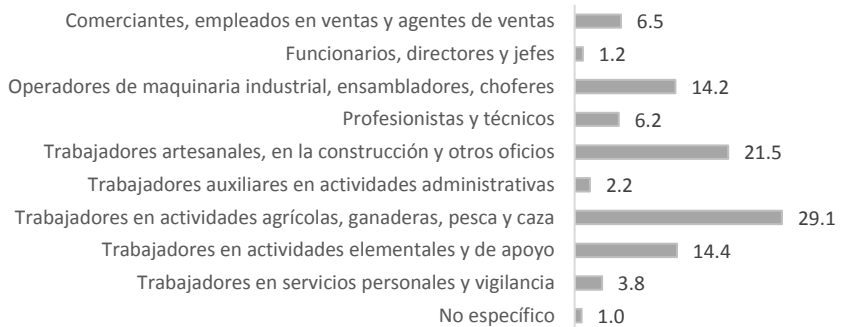 Comerciantes, empleados en ventas y agentes de ventas 6.5
Funcionarios, directores y jefes 1.2
Operadores de maquinaria industrial, ensambladores, choferes 14.2
Profesionistas y técnicos 6.2
Trabajadores artesanales, en la construcción y otros oficios 21.5
Trabajadores auxiliares en actividades administrativas 2.2
Trabajadores en actividades agrícolas, ganaderas, pesca y caza 29.1
Trabajadores en actividades elementales y de apoyo 14.4
Trabajadores en servicios personales y vigilancia 3.8
No específico 1.0